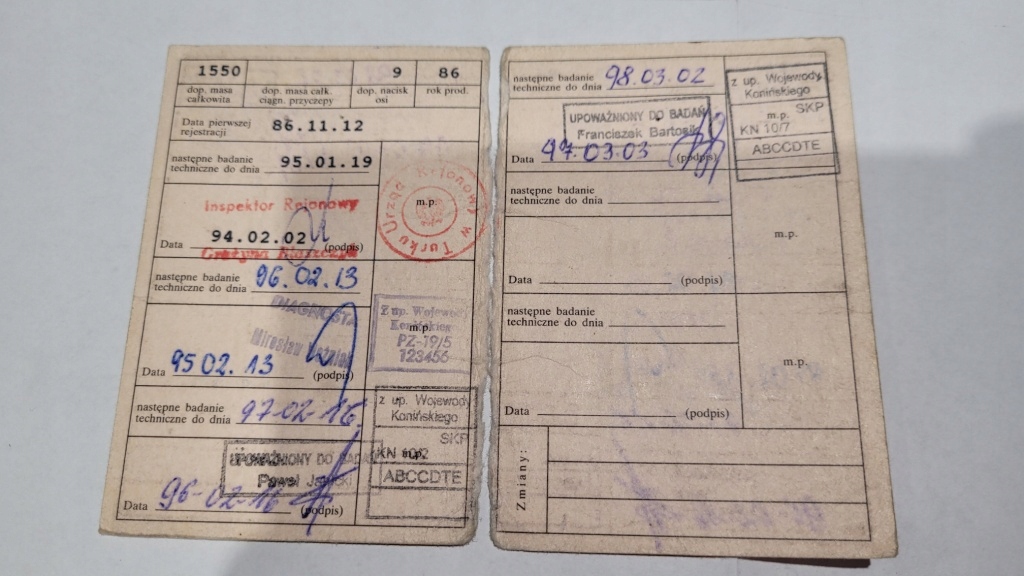 1550 9 86
dop. masa całkowita dop. masa całk. ciągn. przyczepy dop. nacisk osi rok prod.
Data pierwszej rejestracji 86.11.12
następne badanie techniczne do dnia 95.01.19
Urząd Rejonowy w Turku
m.p.
Inspektor Rejonowy
Data 94.02.02 (podpis)
Grażyna
następne badanie techniczne do dnia 96.02.13
DIAGNOSTA
Mirosław
Z up. Wojewody
m.p.
PZ-19/5
123456
Data 95 02. 13 (podpis)
następne badanie techniczne do dnia 97-02-16.
z up. Wojewody
Konińskiego
SKP
KN m.p.
ABCCDTE
UPOWAŻNIONY DO BADAŃ
Paweł
Data 96-02-16 (podpis)
następne badanie techniczne do dnia 98.03.02
z up. Wojewody
Konińskiego
SKP
m.p.
KN 10/7
ABCCDTE
UPOWAŻNIONY DO BADAŃ
Franciszek Bartosik
Data 97.03.03 (podpis)
następne badanie techniczne do dnia
m.p.
Data (podpis)
następne badanie techniczne do dnia
m.p.
Data (podpis)
Zmiany: